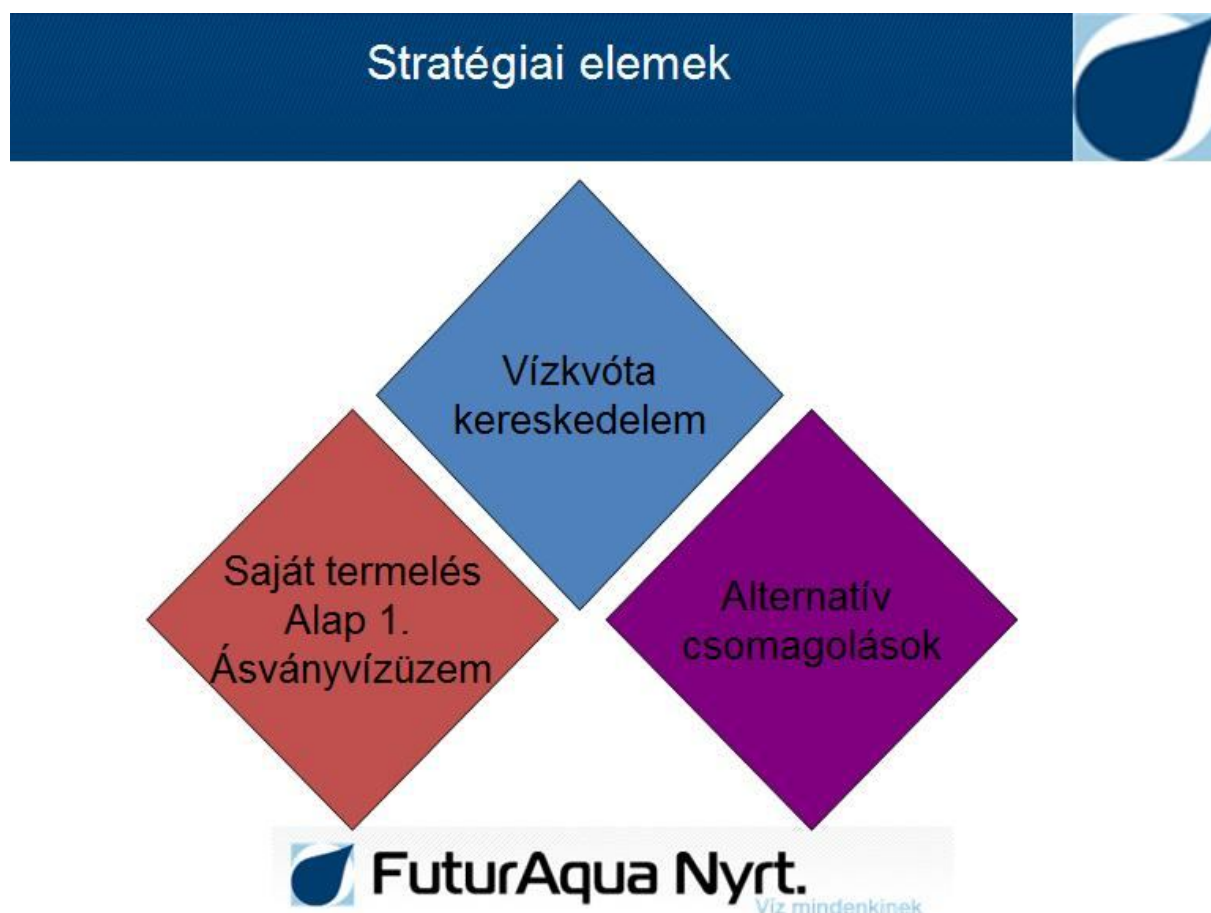 Stratégiai elemek
Vízkvóta
kereskedelem
Saját termelés
Alap 1.
Ásványvízüzem
Alternatív
csomagolások
FuturAqua Nyrt.
Víz mindenkinek